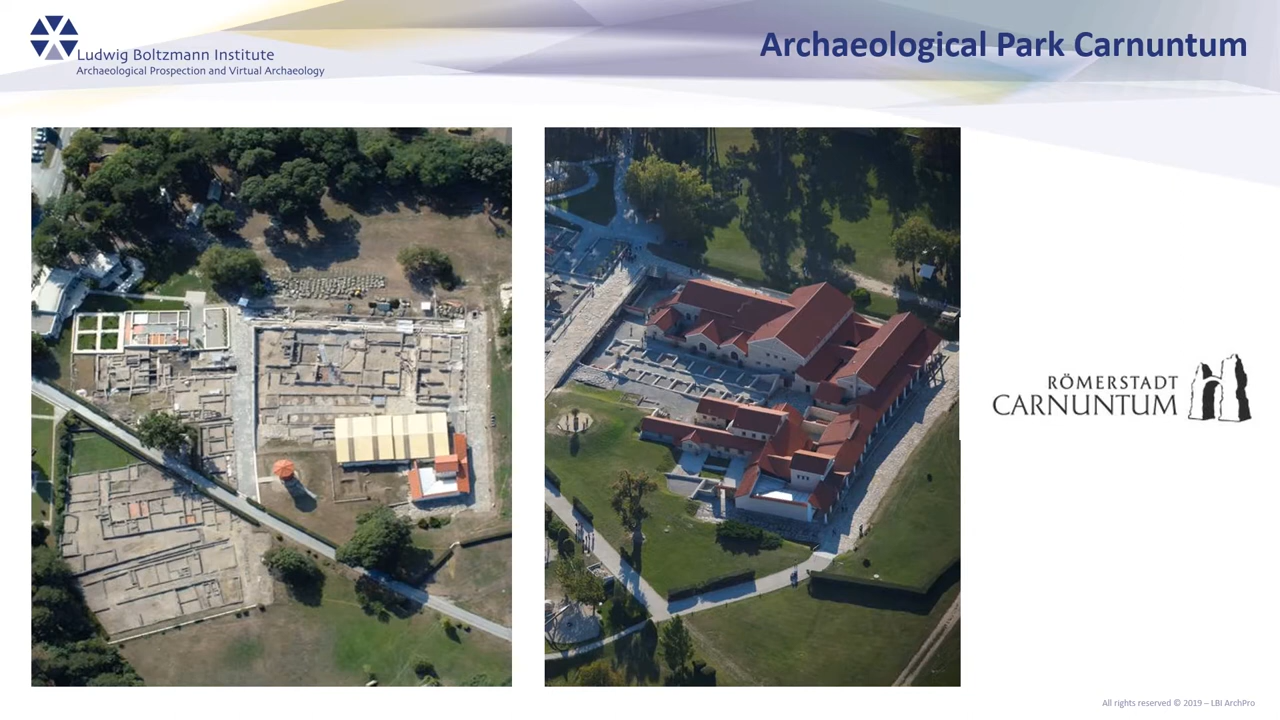 Ludwig Boltzmann Institute
Archaeological Prospection and Virtual Archaeology
Archaeological Park Carnuntum
RÖMERSTADT
CARNUNTUM
All rights reserved © 2019 – LBI ArchPro